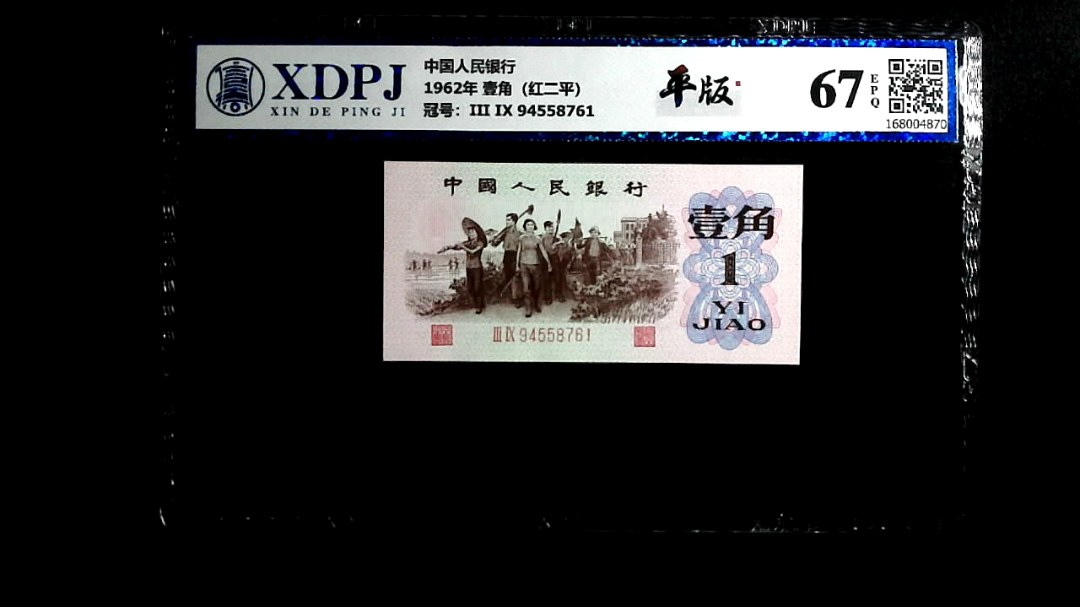 XDPJ
XIN DE PING JI
中国人民银行
1962年 壹角（红二平）
冠号：III IX 94558761
平版
67
EPQ
168004870
中國人民銀行
壹角
1
YI
JIAO
III IX 94558761